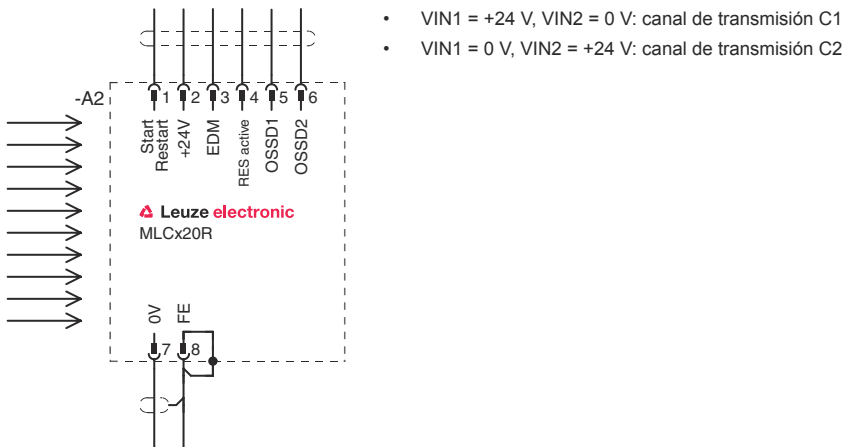 • VIN1 = +24 V, VIN2 = 0 V: canal de transmisión C1
• VIN1 = 0 V, VIN2 = +24 V: canal de transmisión C2
-A2
1 2 3 4 5 6
Start
Restart
+24V
EDM
RES active
OSSD1
OSSD2
Leuze electronic
MLCx20R
0V
FE
7 8